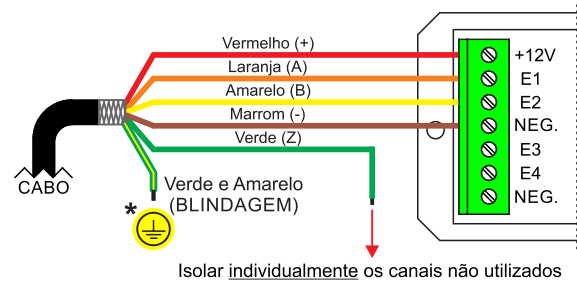 Vermelho (+)
Laranja (A)
Amarelo (B)
Marrom (-)
Verde (Z)
+12V
E1
E2
NEG.
E3
E4
NEG.
CABO
Verde e Amarelo
(BLINDAGEM)
*
Isolar individualmente os canais não utilizados